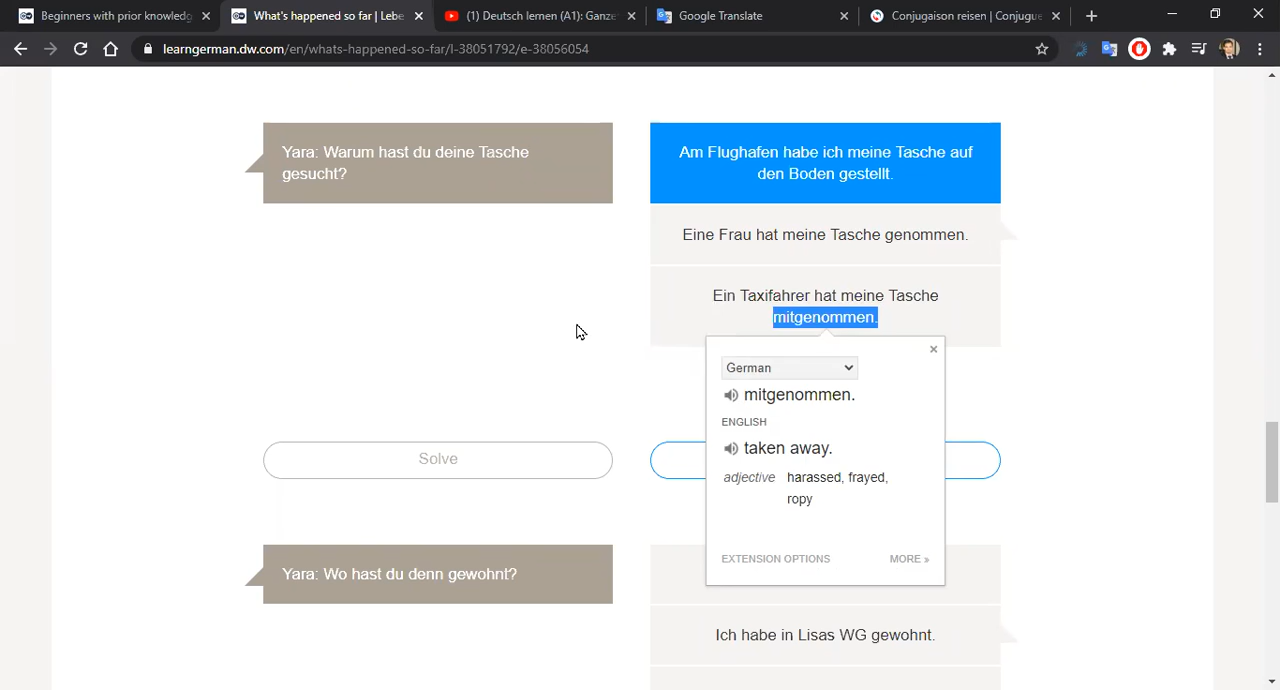 Beginners with prior knowledg
What's happened so far | Lebe
(1) Deutsch lernen (A1): Ganze
Google Translate
Conjugaison reisen | Conjugue
learngerman.dw.com/en/whats-happened-so-far/l-38051792/e-38056054
Yara: Warum hast du deine Tasche
gesucht?
Am Flughafen habe ich meine Tasche auf
den Boden gestellt.
Eine Frau hat meine Tasche genommen.
Ein Taxifahrer hat meine Tasche
mitgenommen.
German
mitgenommen.
ENGLISH
taken away.
adjective harassed, frayed,
ropy
EXTENSION OPTIONS MORE »
Solve
Yara: Wo hast du denn gewohnt?
Ich habe in Lisas WG gewohnt.